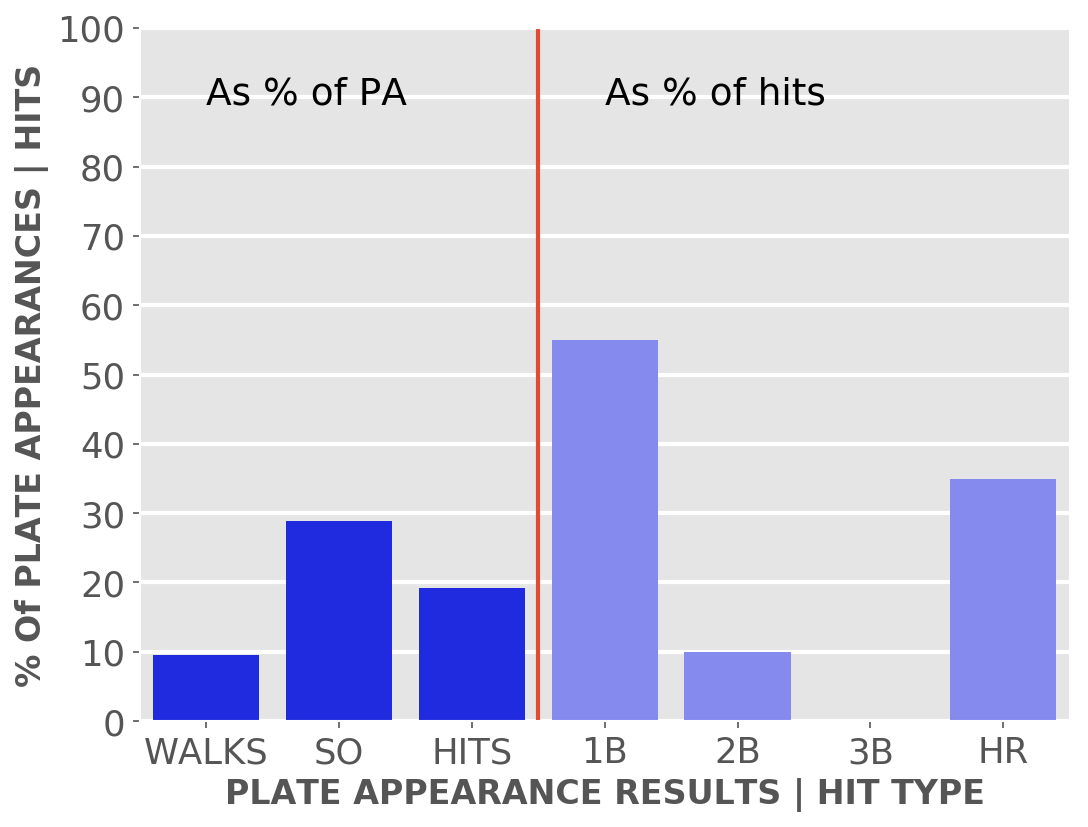 100
90
80
70
60
50
40
30
20
10
0
% Of PLATE APPEARANCES | HITS
As % of PA
As % of hits
WALKS SO HITS 1B 2B 3B HR
PLATE APPEARANCE RESULTS | HIT TYPE